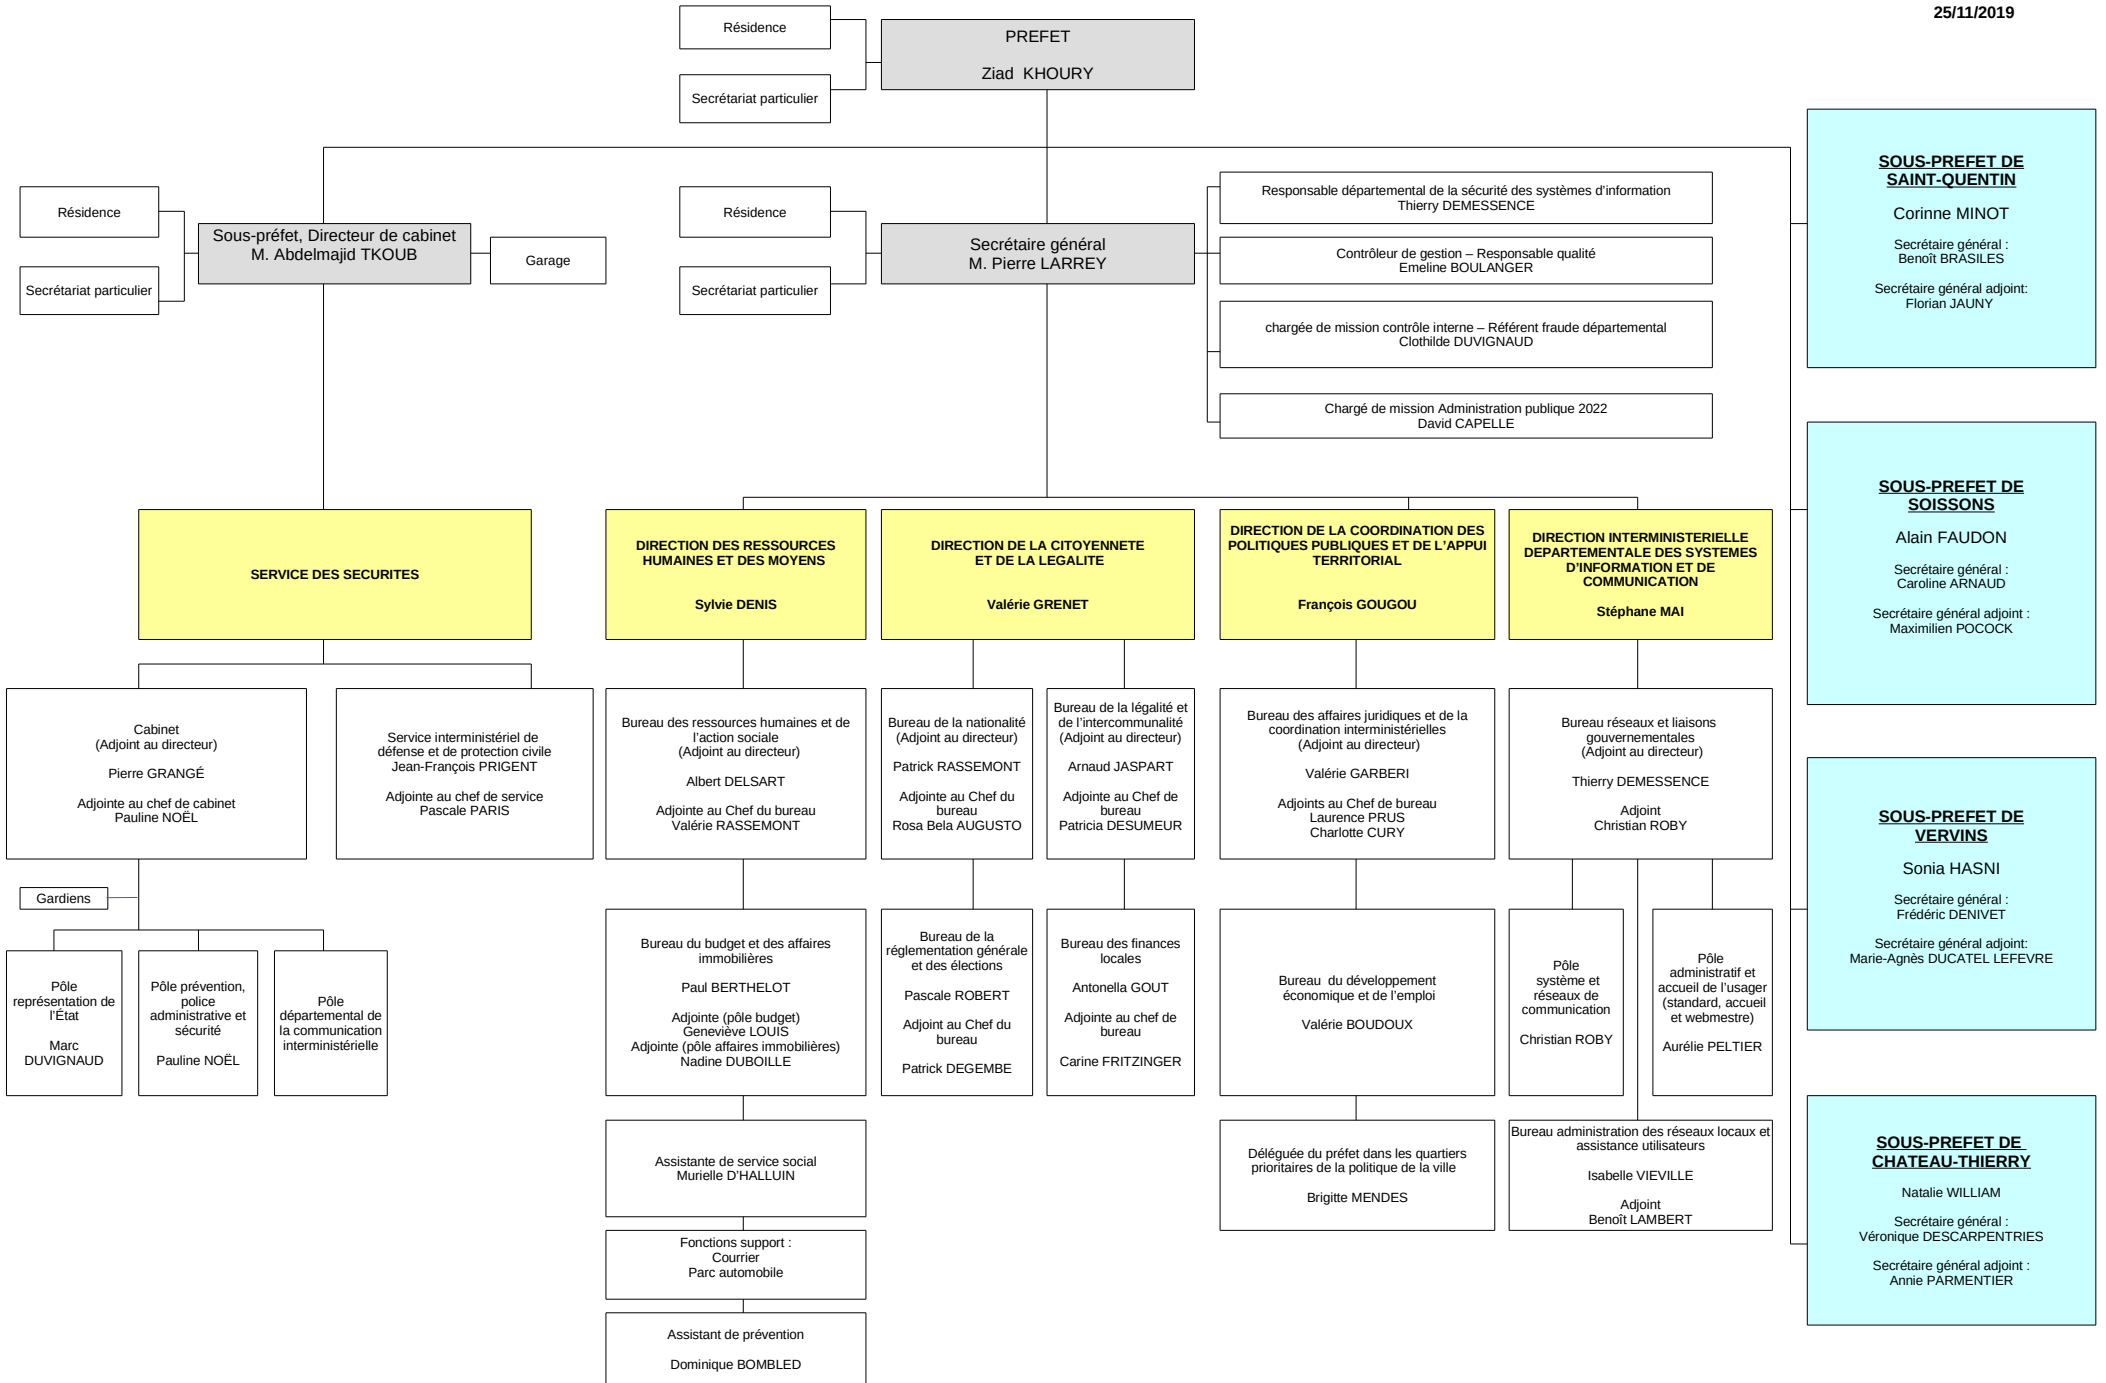 25/11/2019
Résidence
PREFET
Ziad KHOURY
Secrétariat particulier
Résidence
Sous-préfet, Directeur de cabinet
M. Abdelmajid TKOUB
Garage
Secrétariat particulier
Résidence
Secrétaire général
M. Pierre LARREY
Secrétariat particulier
Responsable départemental de la sécurité des systèmes d’information
Thierry DEMESSENCE
Contrôleur de gestion – Responsable qualité
Emeline BOULANGER
chargée de mission contrôle interne – Référent fraude départemental
Clothilde DUVIGNAUD
Chargé de mission Administration publique 2022
David CAPELLE
SOUS-PREFET DE
SAINT-QUENTIN
Corinne MINOT
Secrétaire général :
Benoît BRASILES
Secrétaire général adjoint:
Florian JAUNY
SOUS-PREFET DE
SOISSONS
Alain FAUDON
Secrétaire général :
Caroline ARNAUD
Secrétaire général adjoint :
Maximilien POCOCK
SOUS-PREFET DE
VERVINS
Sonia HASNI
Secrétaire général :
Frédéric DENIVET
Secrétaire général adjoint:
Marie-Agnès DUCATEL LEFEVRE
SOUS-PREFET DE
CHATEAU-THIERRY
Natalie WILLIAM
Secrétaire général :
Véronique DESCARPENTRIES
Secrétaire général adjoint :
Annie PARMENTIER
SERVICE DES SECURITES
Cabinet
(Adjoint au directeur)
Pierre GRANGÉ
Adjointe au chef de cabinet
Pauline NOËL
Service interministériel de
défense et de protection civile
Jean-François PRIGENT
Adjointe au chef de service
Pascale PARIS
Gardiens
Pôle
représentation de
l’État
Marc
DUVIGNAUD
Pôle prévention,
police
administrative et
sécurité
Pauline NOËL
Pôle
départemental de
la communication
interministérielle
DIRECTION DES RESSOURCES
HUMAINES ET DES MOYENS
Sylvie DENIS
Bureau des ressources humaines et de
l’action sociale
(Adjoint au directeur)
Albert DELSART
Adjointe au Chef du bureau
Valérie RASSEMONT
Bureau du budget et des affaires
immobilières
Paul BERTHELOT
Adjointe (pôle budget)
Geneviève LOUIS
Adjointe (pôle affaires immobilières)
Nadine DUBOILLE
Assistante de service social
Murielle D’HALLUIN
Fonctions support :
Courrier
Parc automobile
Assistant de prévention
Dominique BOMBLED
DIRECTION DE LA CITOYENNETE
ET DE LA LEGALITE
Valérie GRENET
Bureau de la nationalité
(Adjoint au directeur)
Patrick RASSEMONT
Adjointe au Chef du
bureau
Rosa Bela AUGUSTO
Bureau de la légalité et
de l’intercommunalité
(Adjoint au directeur)
Arnaud JASPART
Adjointe au Chef de
bureau
Patricia DESUMEUR
Bureau de la
réglementation générale
et des élections
Pascale ROBERT
Adjoint au Chef du
bureau
Patrick DEGEMBE
Bureau des finances
locales
Antonella GOUT
Adjointe au chef de
bureau
Carine FRITZINGER
DIRECTION DE LA COORDINATION DES
POLITIQUES PUBLIQUES ET DE L’APPUI
TERRITORIAL
François GOUGOU
Bureau des affaires juridiques et de la
coordination interministérielles
(Adjoint au directeur)
Valérie GARBERI
Adjoints au Chef de bureau
Laurence PRUS
Charlotte CURY
Bureau du développement
économique et de l’emploi
Valérie BOUDOUX
Déléguée du préfet dans les quartiers
prioritaires de la politique de la ville
Brigitte MENDES
DIRECTION INTERMINISTERIELLE
DEPARTEMENTALE DES SYSTEMES
D’INFORMATION ET DE
COMMUNICATION
Stéphane MAI
Bureau réseaux et liaisons
gouvernementales
(Adjoint au directeur)
Thierry DEMESSENCE
Adjoint
Christian ROBY
Pôle
système et
réseaux de
communication
Christian ROBY
Pôle
administratif et
accueil de l’usager
(standard, accueil
et webmestre)
Aurélie PELTIER
Bureau administration des réseaux locaux et
assistance utilisateurs
Isabelle VIEVILLE
Adjoint
Benoît LAMBERT